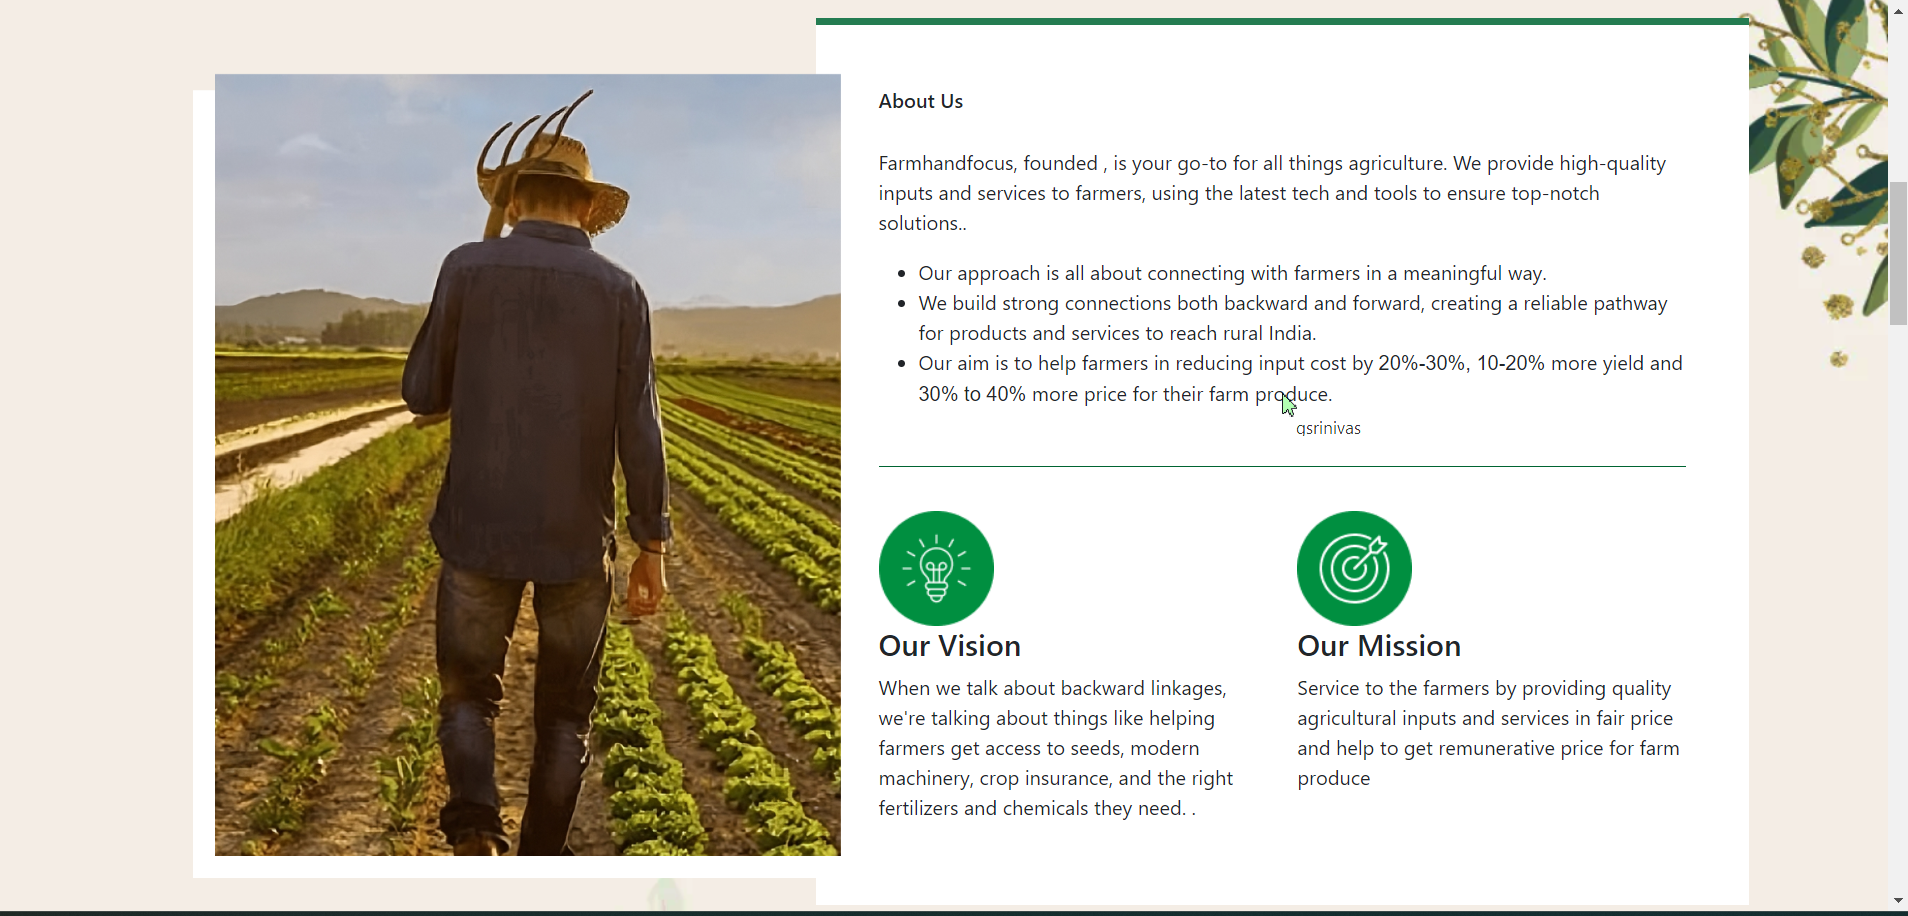 About Us
Farmhandfocus, founded , is your go-to for all things agriculture. We provide high-quality
inputs and services to farmers, using the latest tech and tools to ensure top-notch
solutions..
Our approach is all about connecting with farmers in a meaningful way.
We build strong connections both backward and forward, creating a reliable pathway
for products and services to reach rural India.
Our aim is to help farmers in reducing input cost by 20%-30%, 10-20% more yield and
30% to 40% more price for their farm produce.
qsrinivas
Our Vision
When we talk about backward linkages,
we're talking about things like helping
farmers get access to seeds, modern
machinery, crop insurance, and the right
fertilizers and chemicals they need. .
Our Mission
Service to the farmers by providing quality
agricultural inputs and services in fair price
and help to get remunerative price for farm
produce